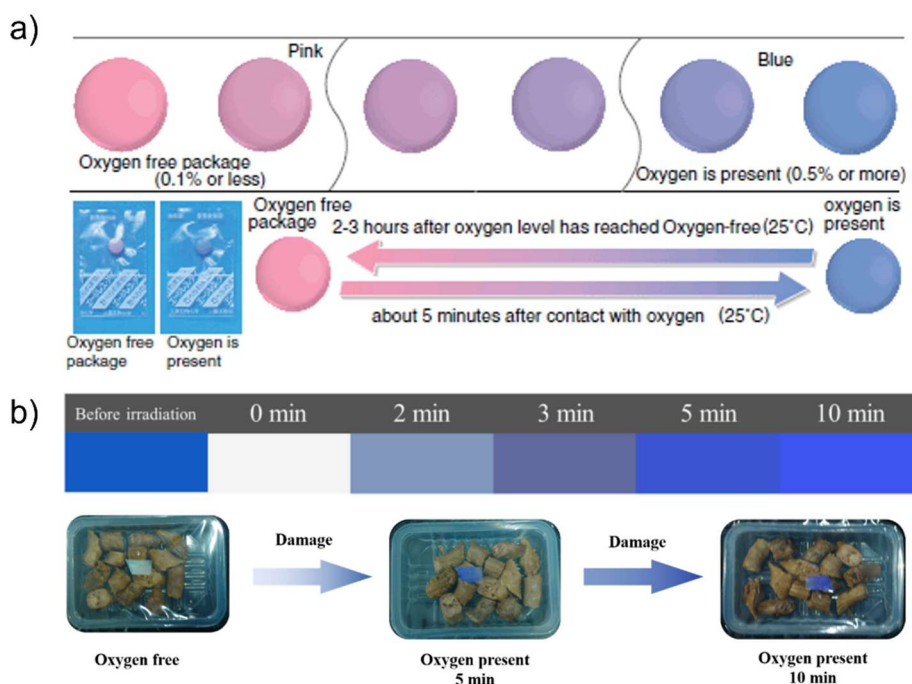 a)
Pink
Blue
Oxygen free package
(0.1% or less)
Oxygen is present (0.5% or more)
Oxygen free
package
2-3 hours after oxygen level has reached Oxygen-free (25°C)
oxygen is
present
about 5 minutes after contact with oxygen (25°C)
Oxygen free
package
Oxygen is
present
b)
Before irradiation
0 min
2 min
3 min
5 min
10 min
Damage
Damage
Oxygen free
Oxygen present
5 min
Oxygen present
10 min